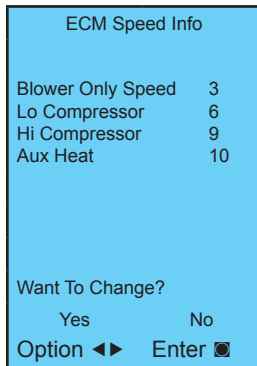 ECM Speed Info
Blower Only Speed 3
Lo Compressor 6
Hi Compressor 9
Aux Heat 10
Want To Change?
Yes No
Option ◀▶ Enter ◙